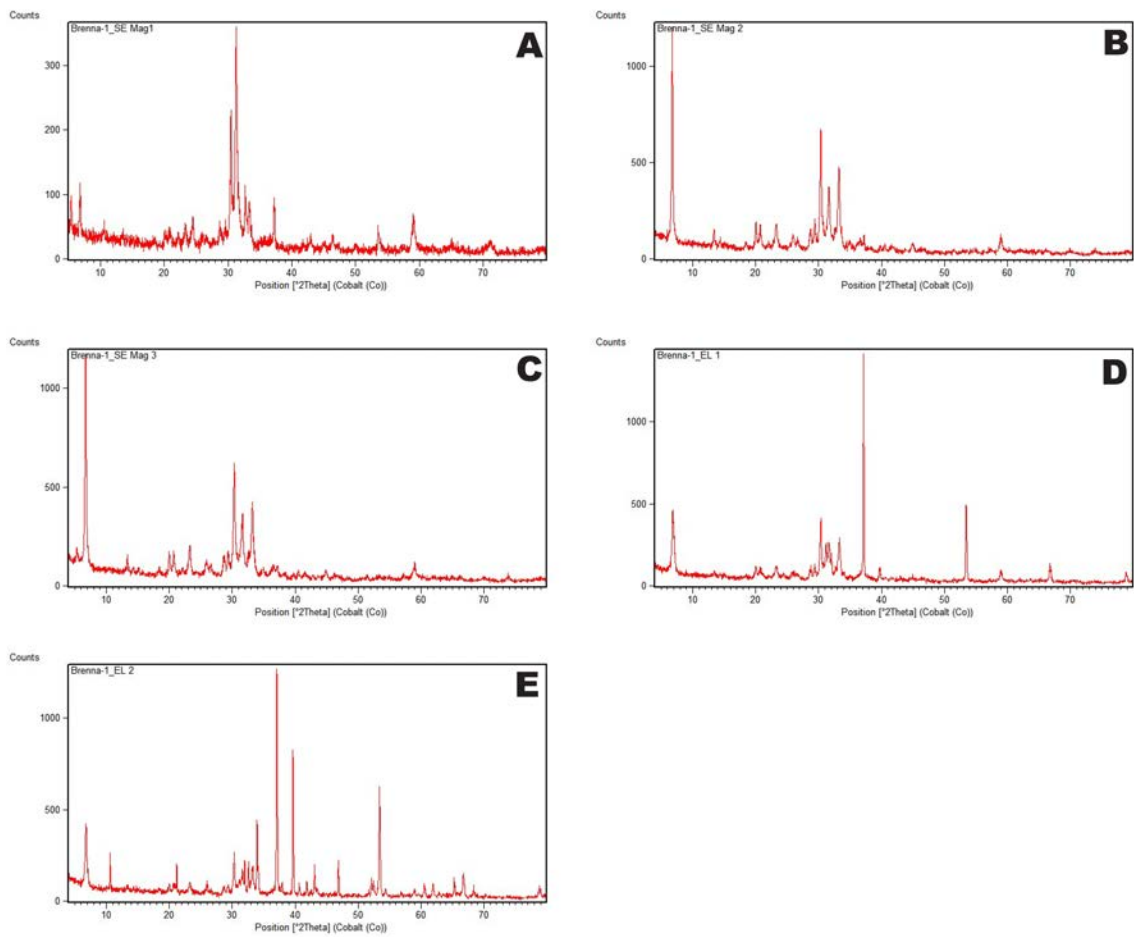 Counts
Brenna-1_SE Mag1
A
300
200
100
0
10 20 30 40 50 60 70
Position [°2Theta] (Cobalt (Co))
Counts
Brenna-1_SE Mag 2
B
1000
500
0
10 20 30 40 50 60 70
Position [°2Theta] (Cobalt (Co))
Counts
Brenna-1_SE Mag 3
C
1000
500
0
10 20 30 40 50 60 70
Position [°2Theta] (Cobalt (Co))
Counts
Brenna-1_EL 1
D
1000
500
0
10 20 30 40 50 60 70
Position [°2Theta] (Cobalt (Co))
Counts
Brenna-1_EL 2
E
1000
500
0
10 20 30 40 50 60 70
Position [°2Theta] (Cobalt (Co))